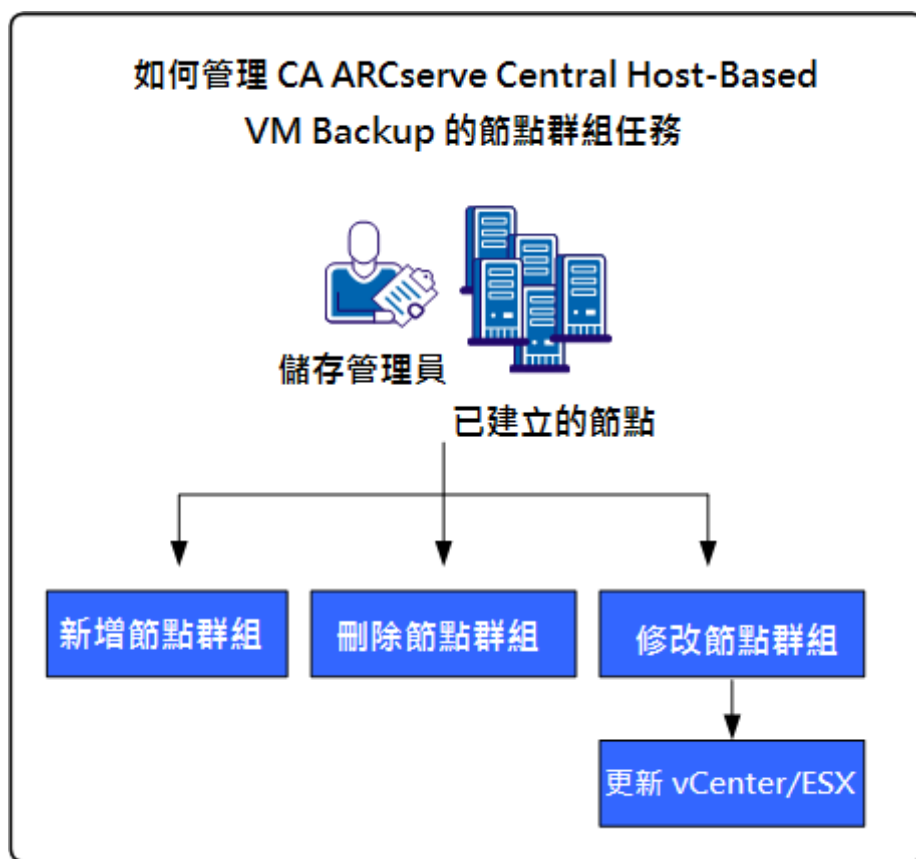 如何管理 CA ARCserve Central Host-Based
VM Backup 的節點群組任務
儲存管理員
已建立的節點
新增節點群組
刪除節點群組
修改節點群組
更新 vCenter/ESX